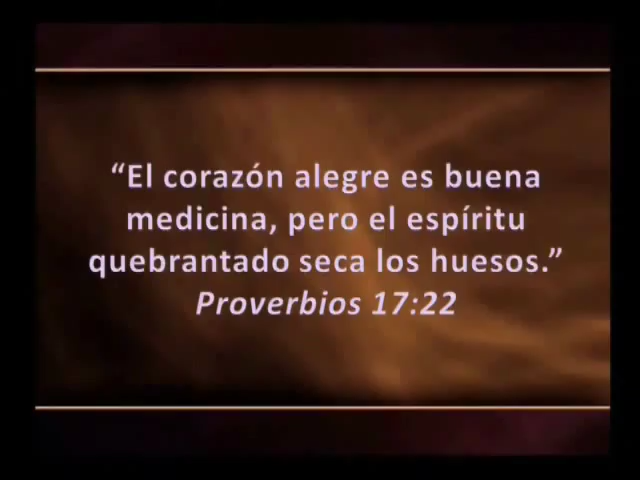 “El corazón alegre es buena
medicina, pero el espíritu
quebrantado seca los huesos.”
Proverbios 17:22